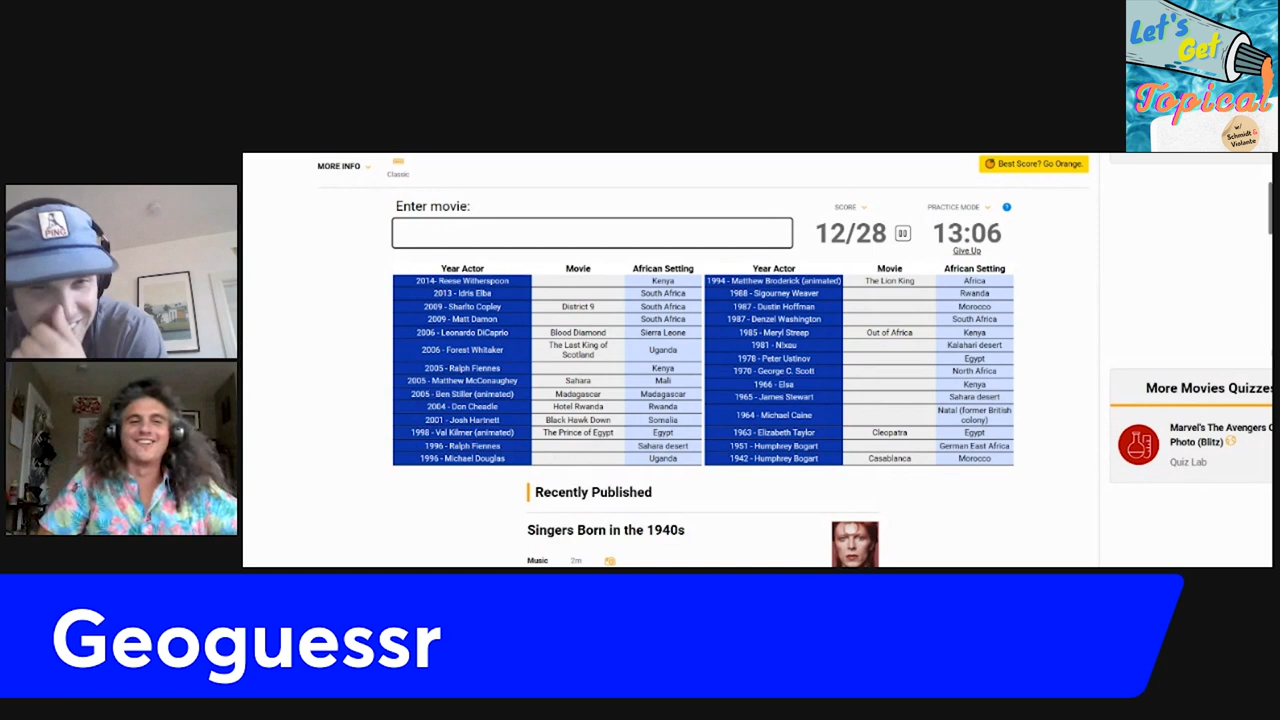 Let's
Get
Topical
w/
Schmidt &
Violante
PING
MORE INFO
Classic
Best Score? Go Orange.
Enter movie:
SCORE
PRACTICE MODE
?
12/28
13:06
Give Up
Year Actor Movie African Setting
2014- Reese Witherspoon Kenya
2013 - Idris Elba South Africa
2009 - Sharlto Copley District 9 South Africa
2009 - Matt Damon South Africa
2006 - Leonardo DiCaprio Blood Diamond Sierra Leone
2006 - Forest Whitaker The Last King of Scotland Uganda
2005 - Ralph Fiennes Kenya
2005 - Matthew McConaughey Sahara Mali
2005 - Ben Stiller (animated) Madagascar Madagascar
2004 - Don Cheadle Hotel Rwanda Rwanda
2001 - Josh Hartnett Black Hawk Down Somalia
1998 - Val Kilmer (animated) The Prince of Egypt Egypt
1996 - Ralph Fiennes Sahara desert
1996 - Michael Douglas Uganda
Year Actor Movie African Setting
1994 - Matthew Broderick (animated) The Lion King Africa
1988 - Sigourney Weaver Rwanda
1987 - Dustin Hoffman Morocco
1987 - Denzel Washington South Africa
1985 - Meryl Streep Out of Africa Kenya
1981 - N!xau Kalahari desert
1978 - Peter Ustinov Egypt
1970 - George C. Scott North Africa
1966 - Elsa Kenya
1965 - James Stewart Sahara desert
1964 - Michael Caine Natal (former British colony)
1963 - Elizabeth Taylor Cleopatra Egypt
1951 - Humphrey Bogart German East Africa
1942 - Humphrey Bogart Casablanca Morocco
More Movies Quizzes
Marvel's The Avengers
Photo (Blitz)
Quiz Lab
Recently Published
Singers Born in the 1940s
Music 2m
Geoguessr